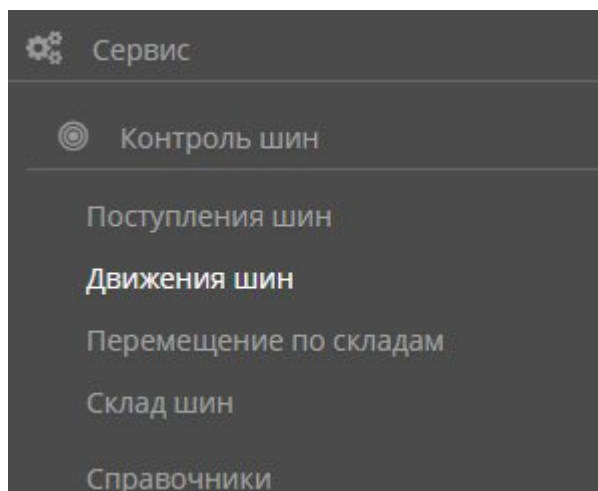 Сервис
Контроль шин
Поступления шин
Движения шин
Перемещение по складам
Склад шин
Справочники